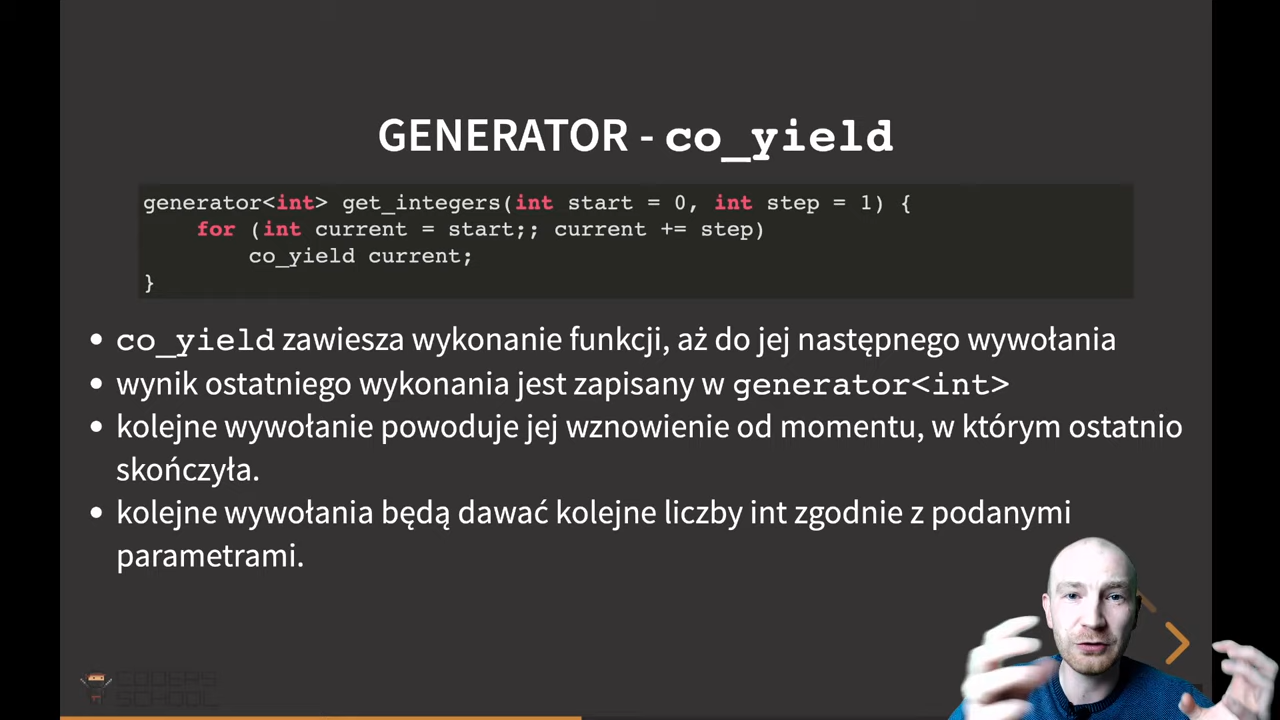 GENERATOR - co_yield
generator<int> get_integers(int start = 0, int step = 1) {
for (int current = start;; current += step)
co_yield current;
}
• co_yield zawiesza wykonanie funkcji, aż do jej następnego wywołania
• wynik ostatniego wykonania jest zapisany w generator<int>
• kolejne wywołanie powoduje jej wznowienie od momentu, w którym ostatnio
skończyła.
• kolejne wywołania będą dawać kolejne liczby int zgodnie z podanymi
parametrami.
CODERS
SCHOOL